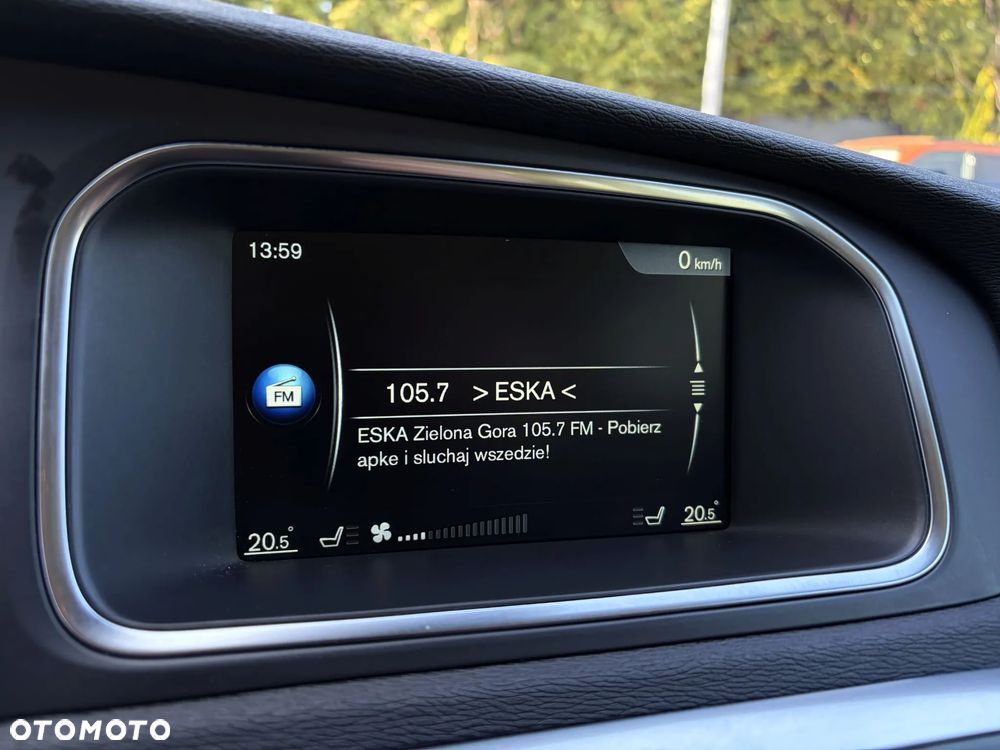 13:59
0 km/h
FM
105.7 > ESKA <
ESKA Zielona Gora 105.7 FM - Pobierz
apke i sluchaj wszedzie!
20.5°
20.5°
OTOMOTO